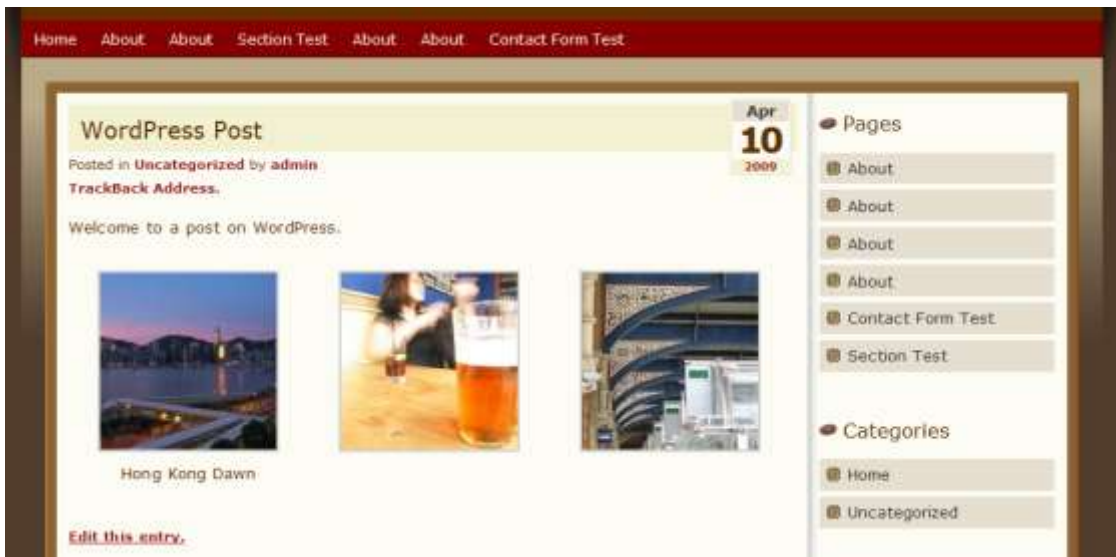 Home About About Section Test About About Contact Form Test
WordPress Post
Apr
10
2009
Posted in Uncategorized by admin
TrackBack Address.
Welcome to a post on WordPress.
Hong Kong Dawn
Edit this entry.
Pages
About
About
About
About
Contact Form Test
Section Test
Categories
Home
Uncategorized